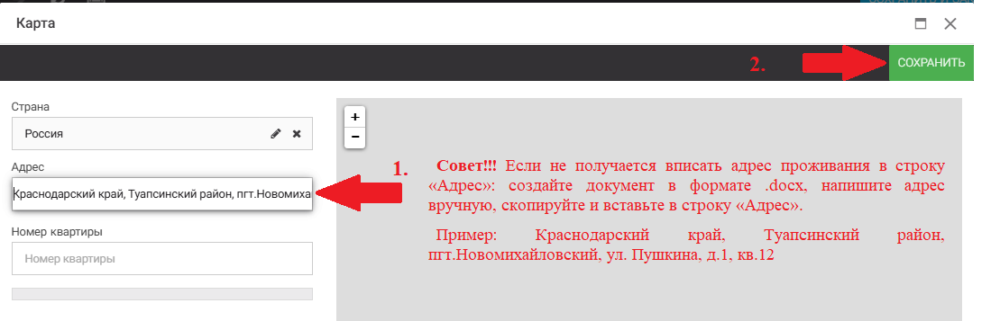 Карта
2.
СОХРАНИТЬ
Страна
Россия
Адрес
Краснодарский край, Туапсинский район, пгт.Новомиха
1.
Номер квартиры
Номер квартиры
+
−
Совет!!! Если не получается вписать адрес проживания в строку
«Адрес»: создайте документ в формате .docx, напишите адрес
вручную, скопируйте и вставьте в строку «Адрес».
Пример: Краснодарский край, Туапсинский район,
пгт.Новомихайловский, ул. Пушкина, д.1, кв.12